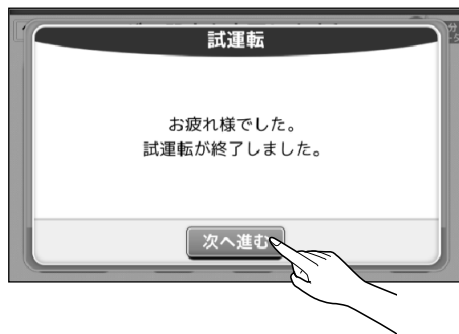 試運転
お疲れ様でした。
試運転が終了しました。
次へ進む